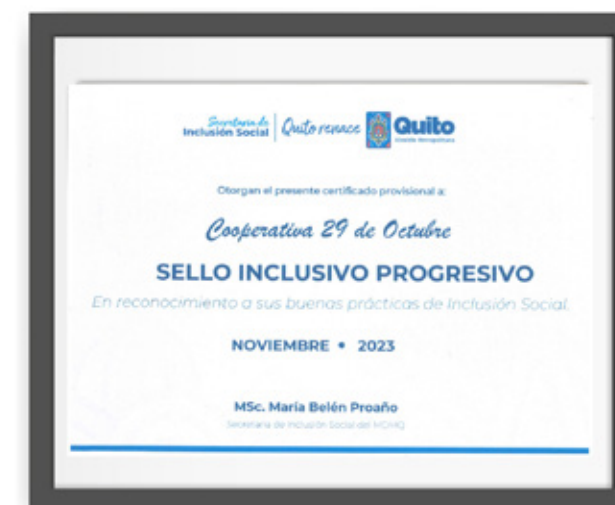 Secretaría de
Inclusión Social
Quito renace
Quito
Alcaldía Metropolitana
Otorgan el presente certificado provisional a:
Cooperativa 29 de Octubre
SELLO INCLUSIVO PROGRESIVO
En reconocimiento a sus buenas prácticas de Inclusión Social.
NOVIEMBRE • 2023
MSc. María Belén Proaño
Secretaria de Inclusión Social del MDMQ